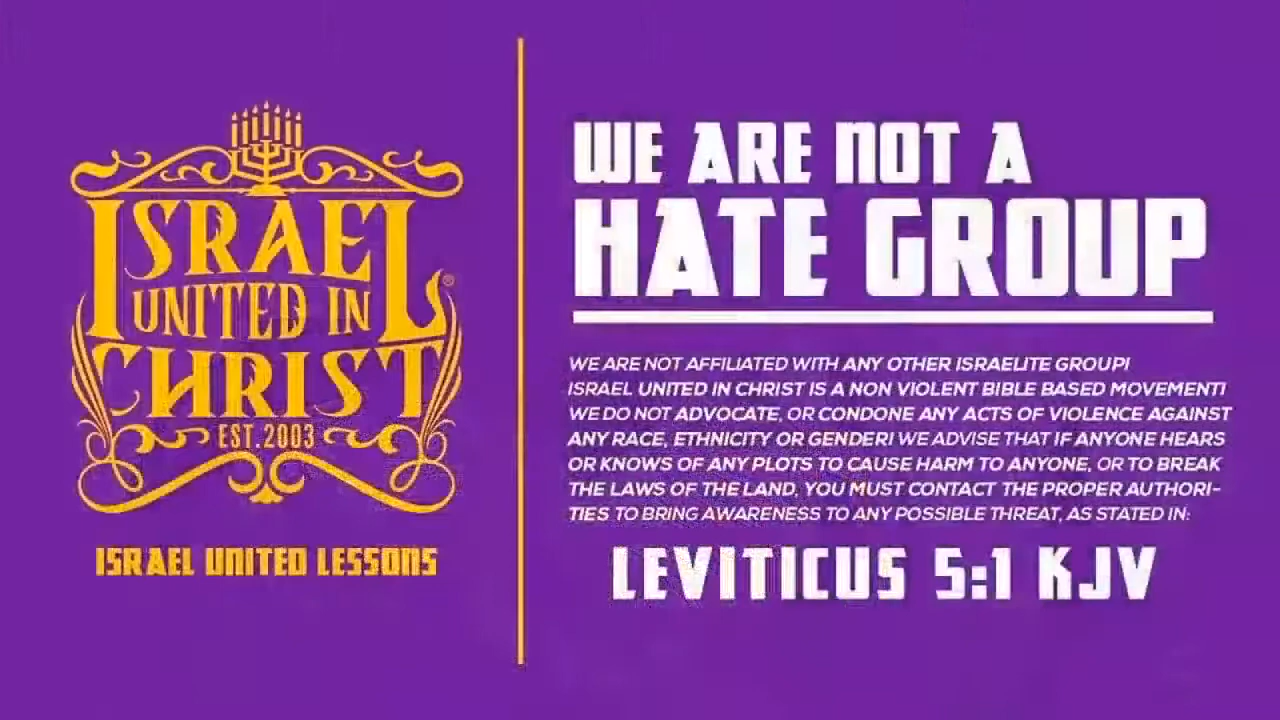 ISRAEL
UNITED IN
CHRIST
®
EST.2003
ISRAEL UNITED LESSONS
WE ARE NOT A
HATE GROUP
WE ARE NOT AFFILIATED WITH ANY OTHER ISRAELITE GROUP!
ISRAEL UNITED IN CHRIST IS A NON VIOLENT BIBLE BASED MOVEMENT!
WE DO NOT ADVOCATE, OR CONDONE ANY ACTS OF VIOLENCE AGAINST
ANY RACE, ETHNICITY OR GENDER! WE ADVISE THAT IF ANYONE HEARS
OR KNOWS OF ANY PLOTS TO CAUSE HARM TO ANYONE, OR TO BREAK
THE LAWS OF THE LAND, YOU MUST CONTACT THE PROPER AUTHORI-
TIES TO BRING AWARENESS TO ANY POSSIBLE THREAT, AS STATED IN:
LEVITICUS 5:1 KJV